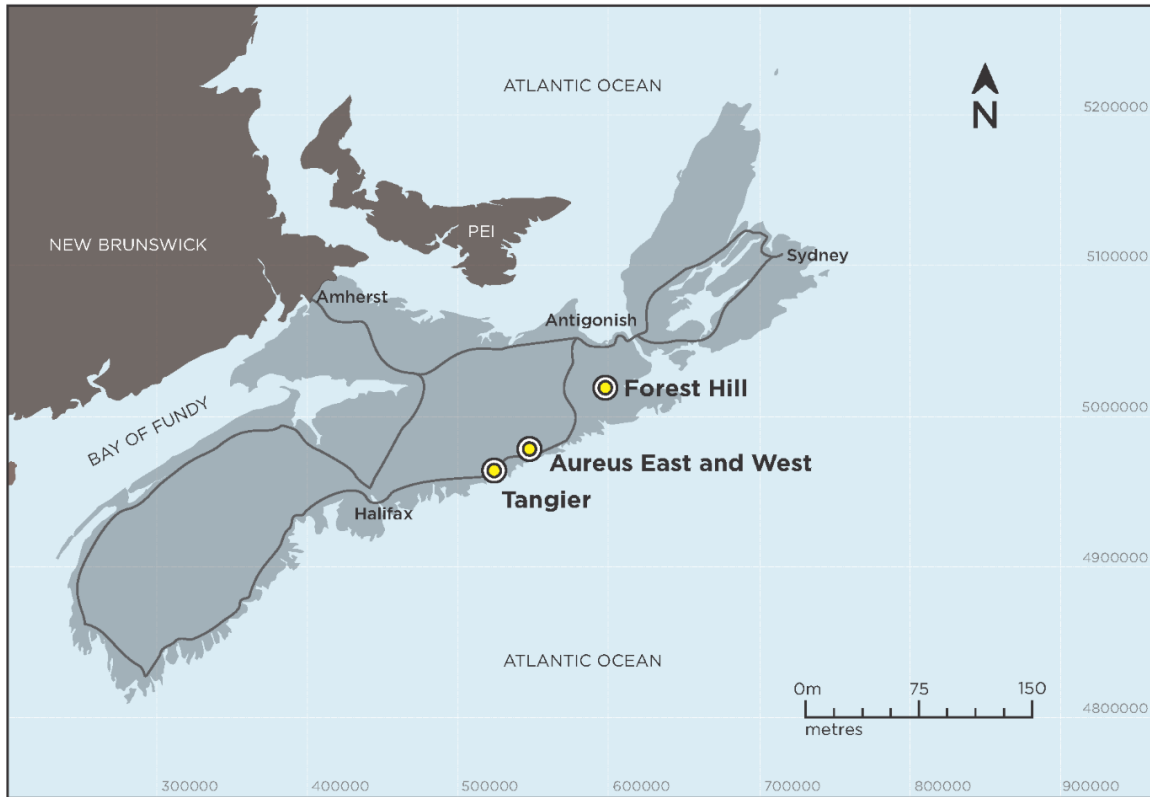 ATLANTIC OCEAN
N
5200000
NEW BRUNSWICK
PEI
Sydney
5100000
Amherst
Antigonish
Forest Hill
BAY OF FUNDY
5000000
Aureus East and West
Tangier
Halifax
4900000
ATLANTIC OCEAN
0m 75 150
metres
4800000
300000 400000 500000 600000 700000 800000 900000